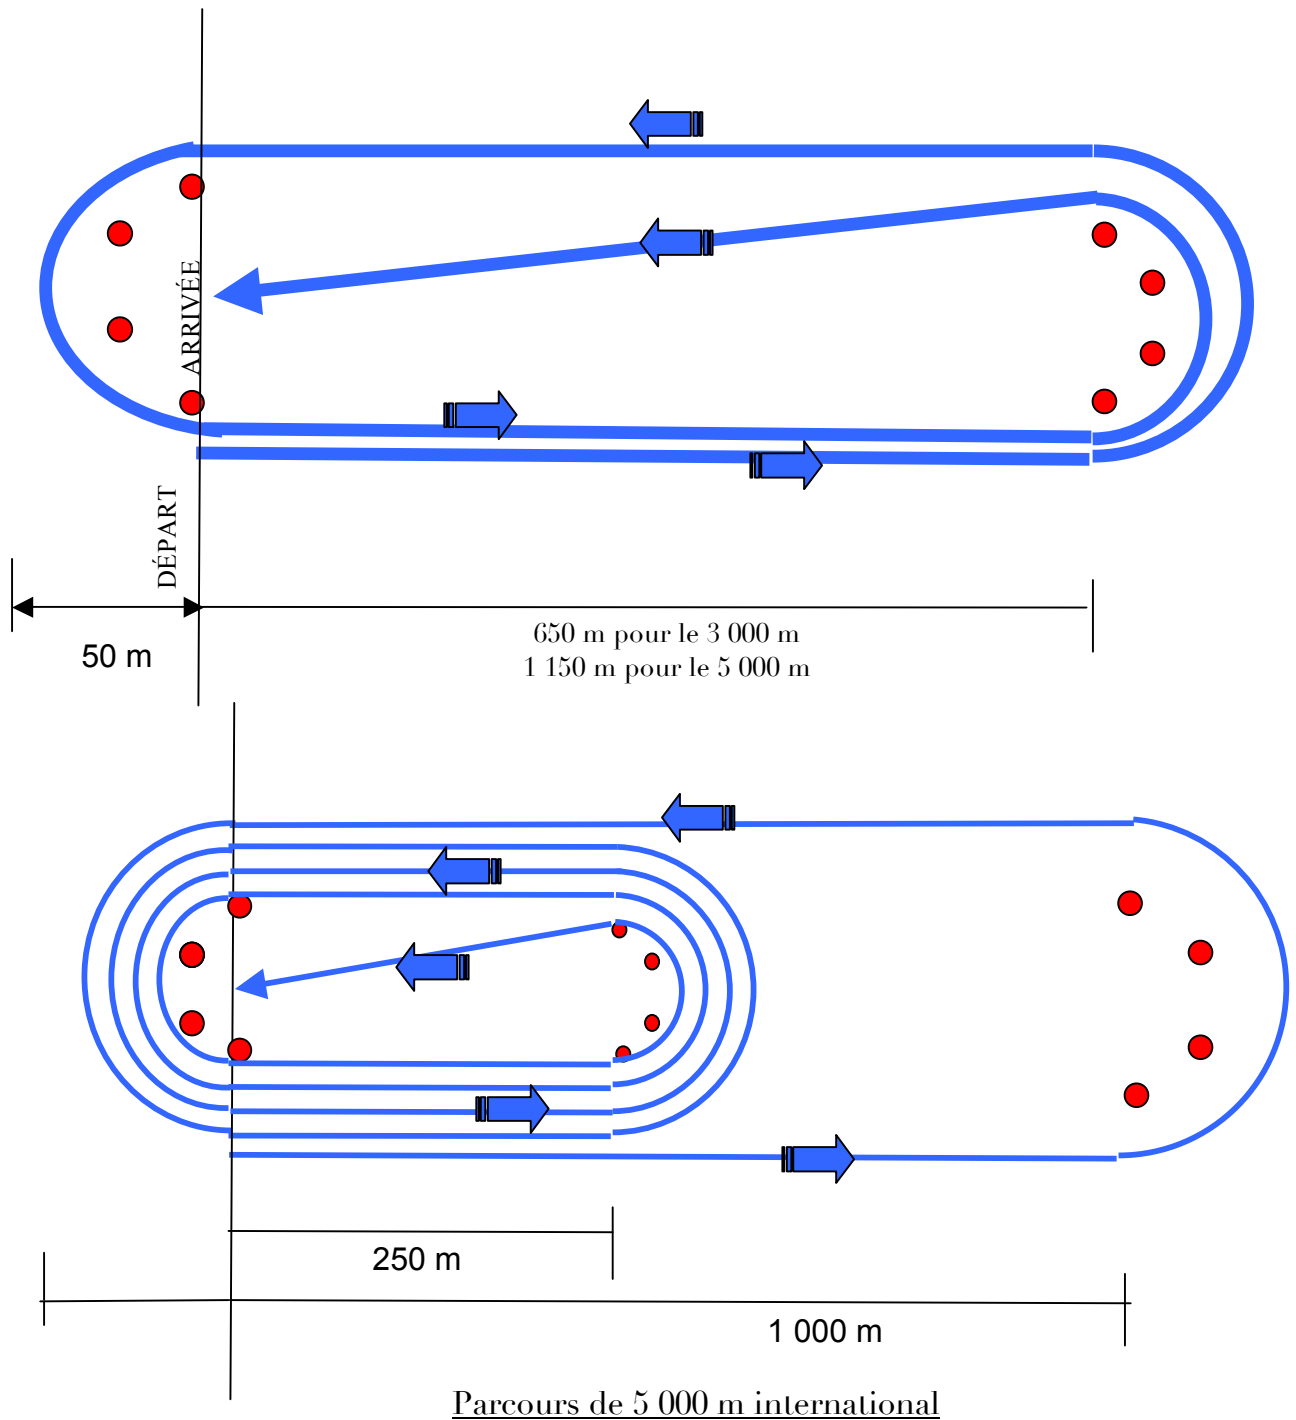 ARRIVÉE
DÉPART
50 m
650 m pour le 3 000 m
1 150 m pour le 5 000 m
250 m
1 000 m
Parcours de 5 000 m international